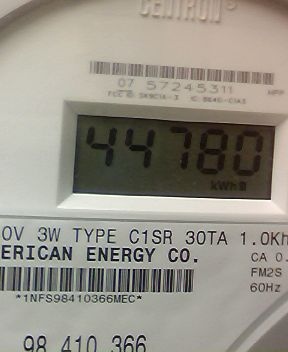 CENTRON®
07 57245311
44780
kWh
0V 3W TYPE C1SR 30TA 1.0Kh
ERICAN ENERGY CO.
CA 0.
FM2S
60Hz
*1NFS98410366MEC*
98 410 366